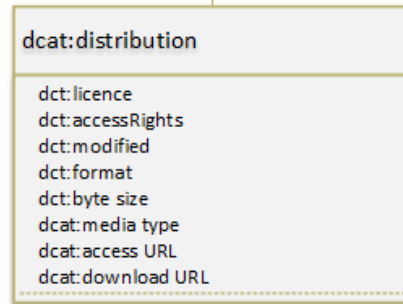 dcat:distribution
dct:licence
dct:accessRights
dct:modified
dct:format
dct:byte size
dcat:media type
dcat:access URL
dcat:download URL